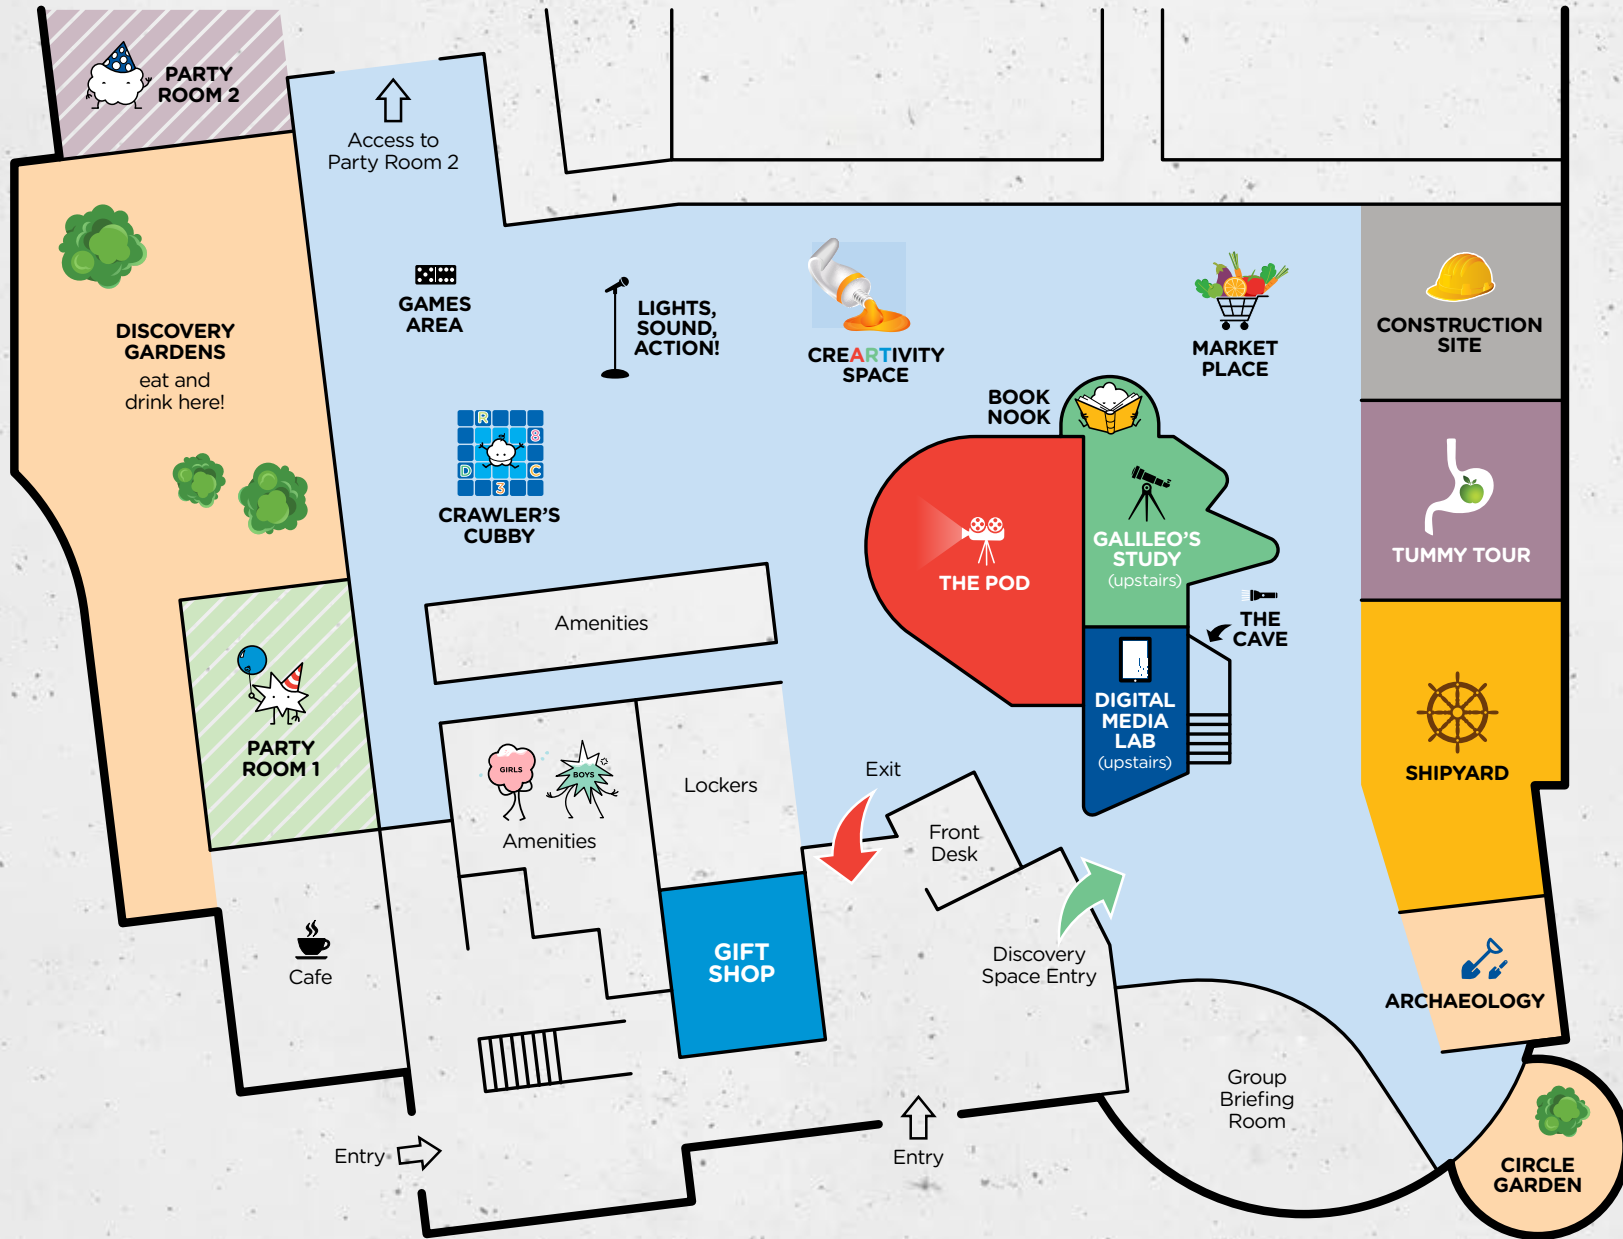 PARTY
ROOM 2
Access to
Party Room 2
DISCOVERY
GARDENS
eat and
drink here!
GAMES
AREA
LIGHTS,
SOUND,
ACTION!
CREARTIVITY
SPACE
MARKET
PLACE
CONSTRUCTION
SITE
BOOK
NOOK
R
8
D
C
3
CRAWLER'S
CUBBY
THE POD
GALILEO'S
STUDY
(upstairs)
TUMMY TOUR
THE
CAVE
Amenities
PARTY
ROOM 1
DIGITAL
MEDIA
LAB
(upstairs)
SHIPYARD
GIRLS
BOYS
Amenities
Lockers
Exit
Front
Desk
GIFT
SHOP
Discovery
Space Entry
Cafe
ARCHAEOLOGY
Group
Briefing
Room
Entry
Entry
CIRCLE
GARDEN